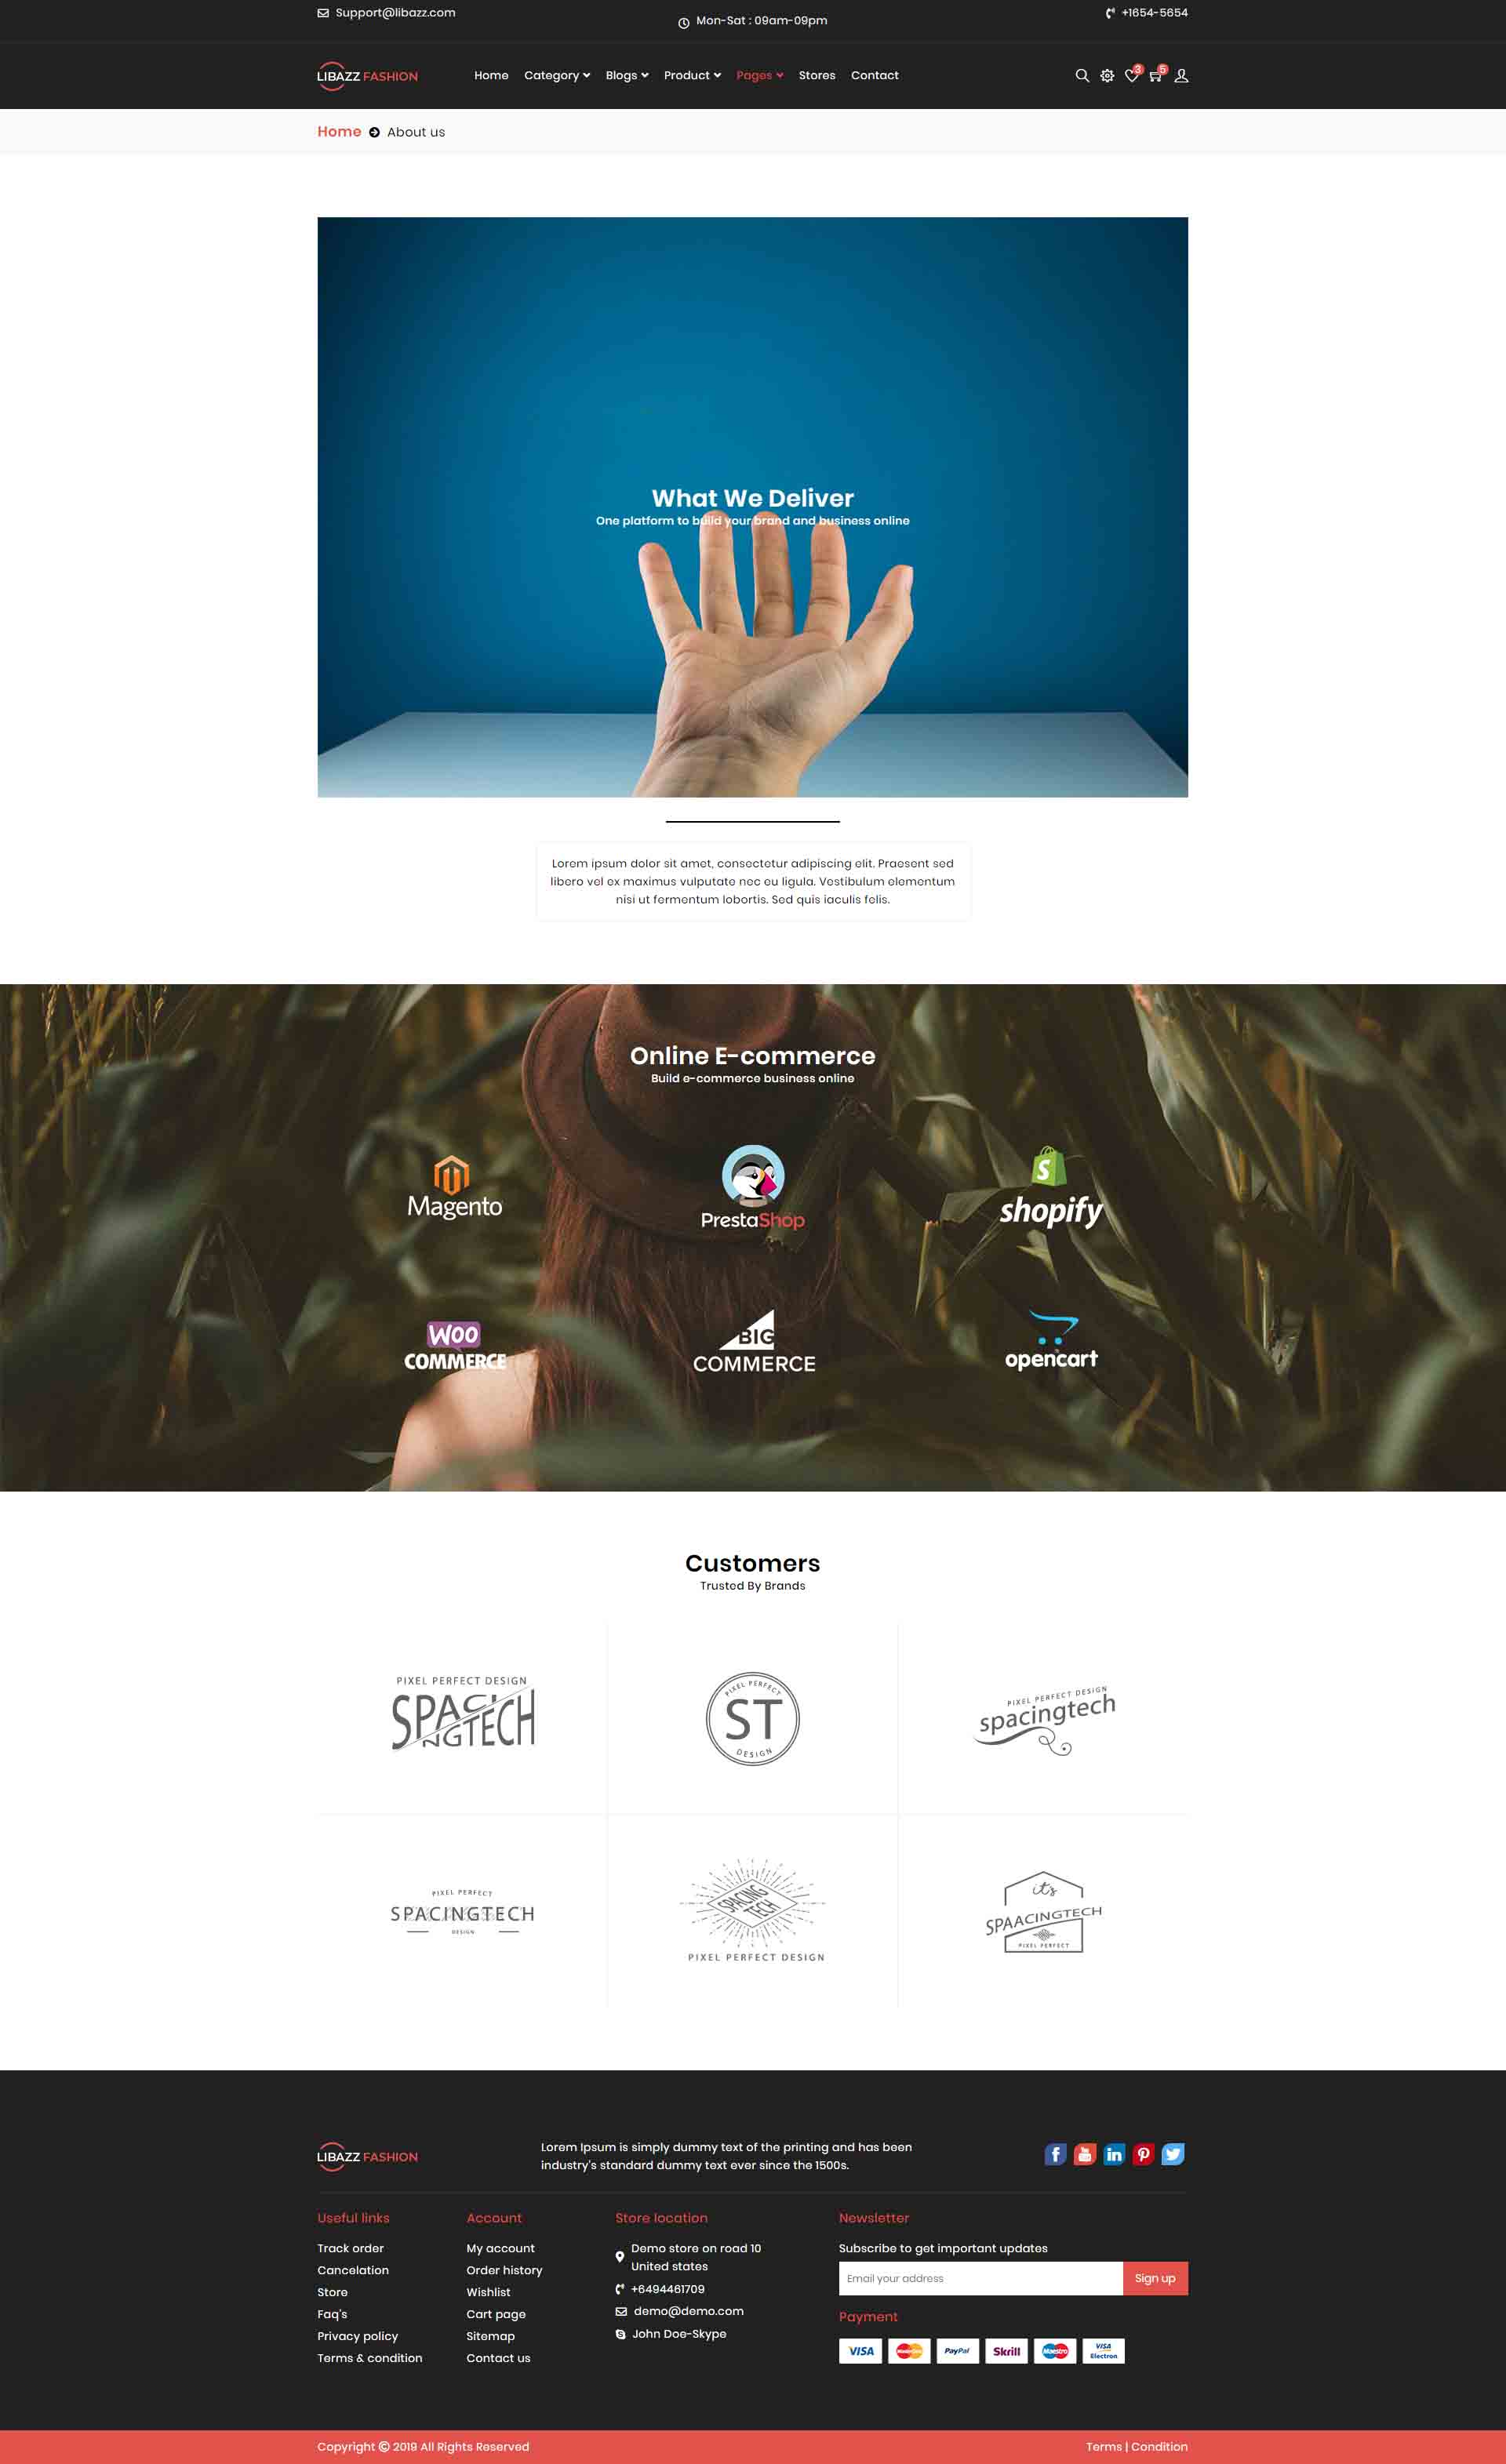 Support@libazz.com
Mon-Sat : 09am-09pm
+1654-5654
LIBAZZ FASHION
Home Category Blogs Product Pages Stores Contact
3 5
Home About us
What We Deliver
One platform to build your brand and business online
Lorem ipsum dolor sit amet, consectetur adipiscing elit. Praesent sed
libero vel ex maximus vulputate nec eu ligula. Vestibulum elementum
nisi ut fermentum lobortis. Sed quis iaculis felis.
Online E-commerce
Build e-commerce business online
Magento
PrestaShop
shopify
WOO
COMMERCE
BIG
COMMERCE
opencart
Customers
Trusted By Brands
PIXEL PERFECT DESIGN
SPACINGTECH
PIXEL PERFECT
ST
DESIGN
PIXEL PERFECT DESIGN
spacingtech
PIXEL PERFECT
SPACINGTECH
DESIGN
SPACING
TECH
PIXEL PERFECT DESIGN
it's
SPAACINGTECH
PIXEL PERFECT
LIBAZZ FASHION
Lorem Ipsum is simply dummy text of the printing and has been
industry's standard dummy text ever since the 1500s.
Useful links
Track order
Cancelation
Store
Faq's
Privacy policy
Terms & condition
Account
My account
Order history
Wishlist
Cart page
Sitemap
Contact us
Store location
Demo store on road 10
United states
+6494461709
demo@demo.com
John Doe-Skype
Newsletter
Subscribe to get important updates
Email your address
Sign up
Payment
VISA MasterCard PayPal Skrill Maestro VISA Electron
Copyright © 2019 All Rights Reserved
Terms | Condition